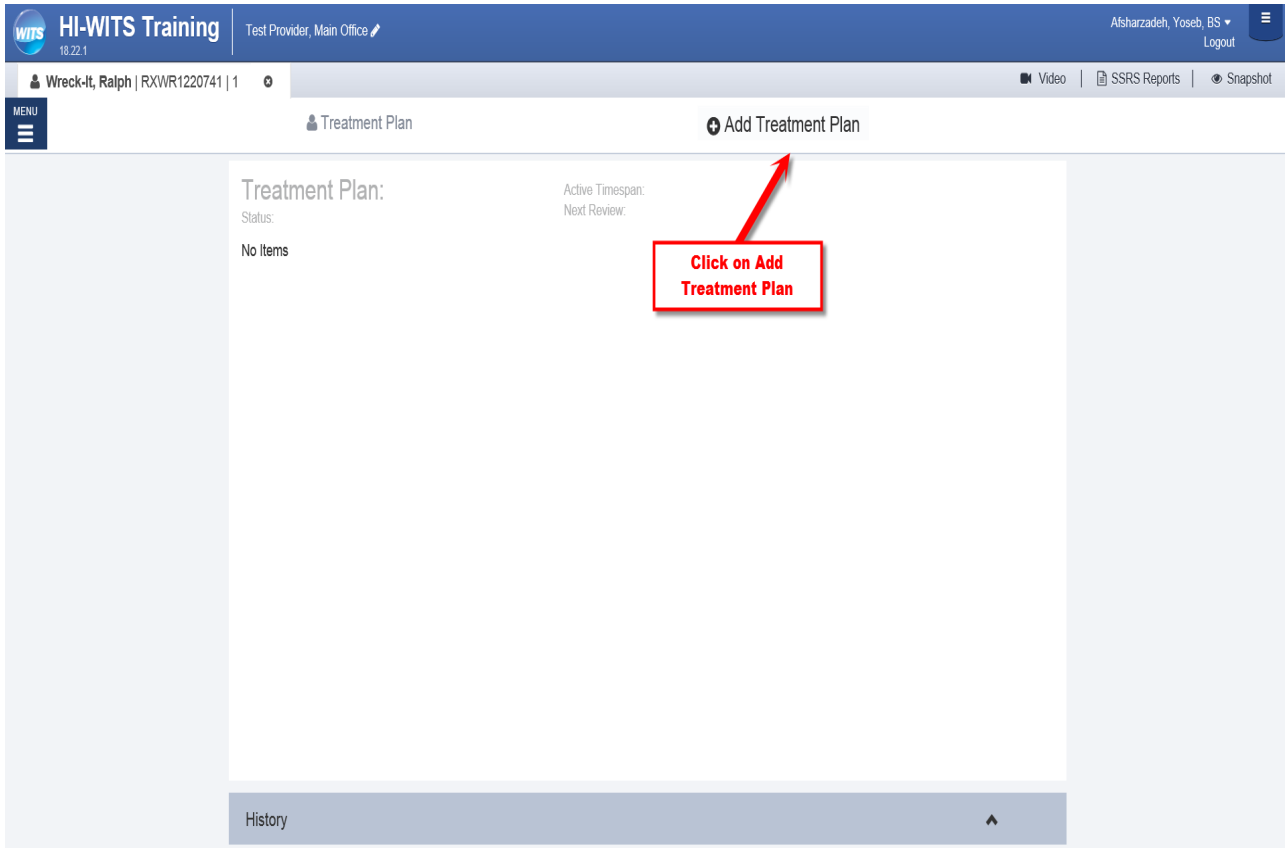 WITS
HI-WITS Training
18.22.1
Test Provider, Main Office
Afsharzadeh, Yoseb, BS
Logout
Wreck-It, Ralph | RXWR1220741 | 1
Video | SSRS Reports | Snapshot
MENU
Treatment Plan
Add Treatment Plan
Treatment Plan:
Status:
Active Timespan:
Next Review:
No Items
Click on Add
Treatment Plan
History